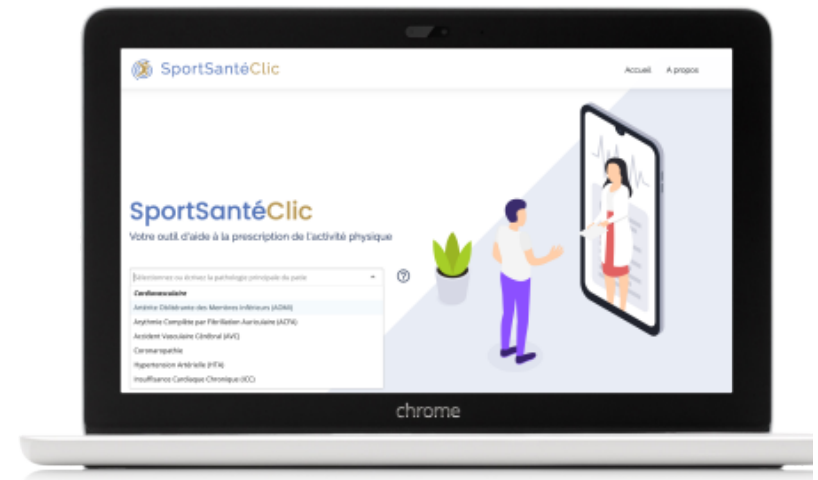 SportSantéClic
Accueil A propos
SportSantéClic
Votre outil d'aide à la prescription de l'activité physique
Sélectionnez ou écrivez la pathologie principale du patie
Cardiovasculaire
Artérite Oblitérante des Membres Inférieurs (AOMI)
Arythmie Complète par Fibrillation Auriculaire (ACFA)
Accident Vasculaire Cérébral (AVC)
Coronaropathie
Hypertension Artérielle (HTA)
Insuffisance Cardiaque Chronique (ICC)
chrome